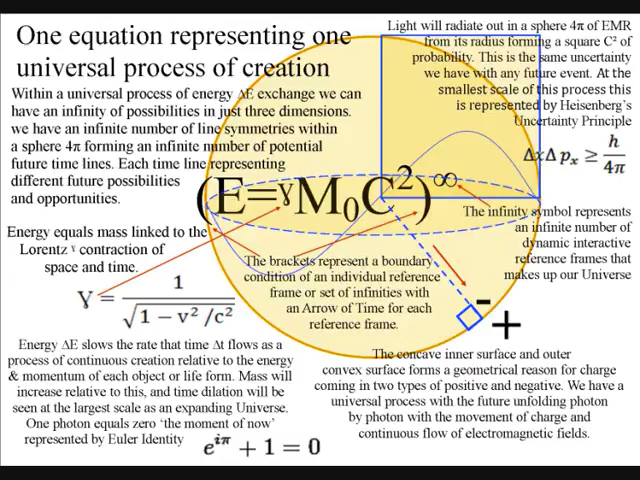 One equation representing one
universal process of creation
Within a universal process of energy ΔE exchange we can
have an infinity of possibilities in just three dimensions.
we have an infinite number of line symmetries within
a sphere 4π forming an infinite number of potential
future time lines. Each time line representing
different future possibilities
and opportunities.
Light will radiate out in a sphere 4π of EMR
from its radius forming a square C² of
probability. This is the same uncertainty
we have with any future event. At the
smallest scale of this process this
is represented by Heisenberg's
Uncertainty Principle
Δx Δ pₓ ≥ h / 4π
(E=ɣM₀C²)∞
Energy equals mass linked to the
Lorentz ɣ contraction of
space and time.
ɣ = 1 / √(1 − v²/c²)
The brackets represent a boundary
condition of an individual reference
frame or set of infinities with
an Arrow of Time for each
reference frame.
The infinity symbol represents
an infinite number of
dynamic interactive
reference frames that
makes up our Universe
-
+
Energy ΔE slows the rate that time Δt flows as a
process of continuous creation relative to the energy
& momentum of each object or life form. Mass will
increase relative to this, and time dilation will be
seen at the largest scale as an expanding Universe.
One photon equals zero 'the moment of now'
represented by Euler Identity
e^{iπ} + 1 = 0
The concave inner surface and outer
convex surface forms a geometrical reason for charge
coming in two types of positive and negative. We have a
universal process with the future unfolding photon
by photon with the movement of charge and
continuous flow of electromagnetic fields.